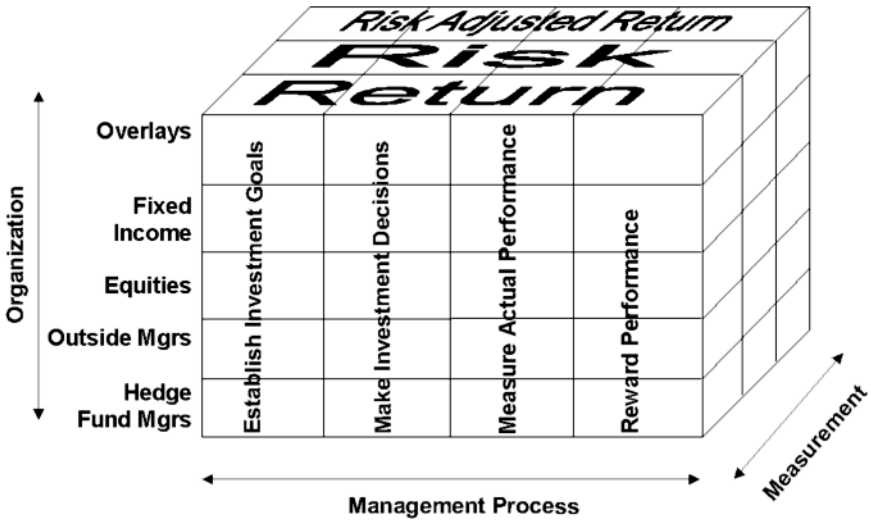 Risk Adjusted Return
Risk
Return
Organization
Overlays
Fixed
Income
Equities
Outside Mgrs
Hedge
Fund Mgrs
Establish Investment Goals
Make Investment Decisions
Measure Actual Performance
Reward Performance
Management Process
Measurement